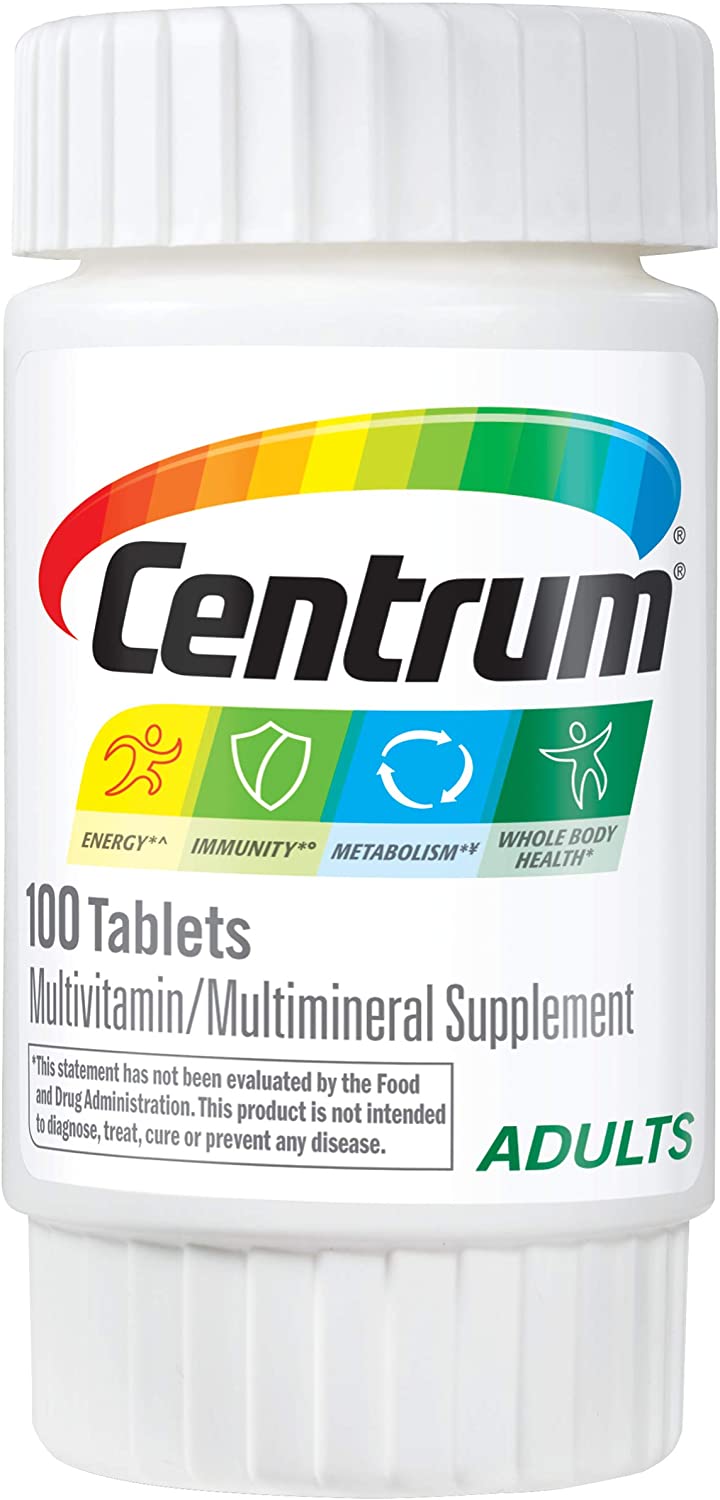 Centrum®
®
ENERGY*^ IMMUNITY*° METABOLISM*¥ WHOLE BODY
HEALTH*
100 Tablets
Multivitamin/Multimineral Supplement
*This statement has not been evaluated by the Food
and Drug Administration. This product is not intended
to diagnose, treat, cure or prevent any disease.
ADULTS